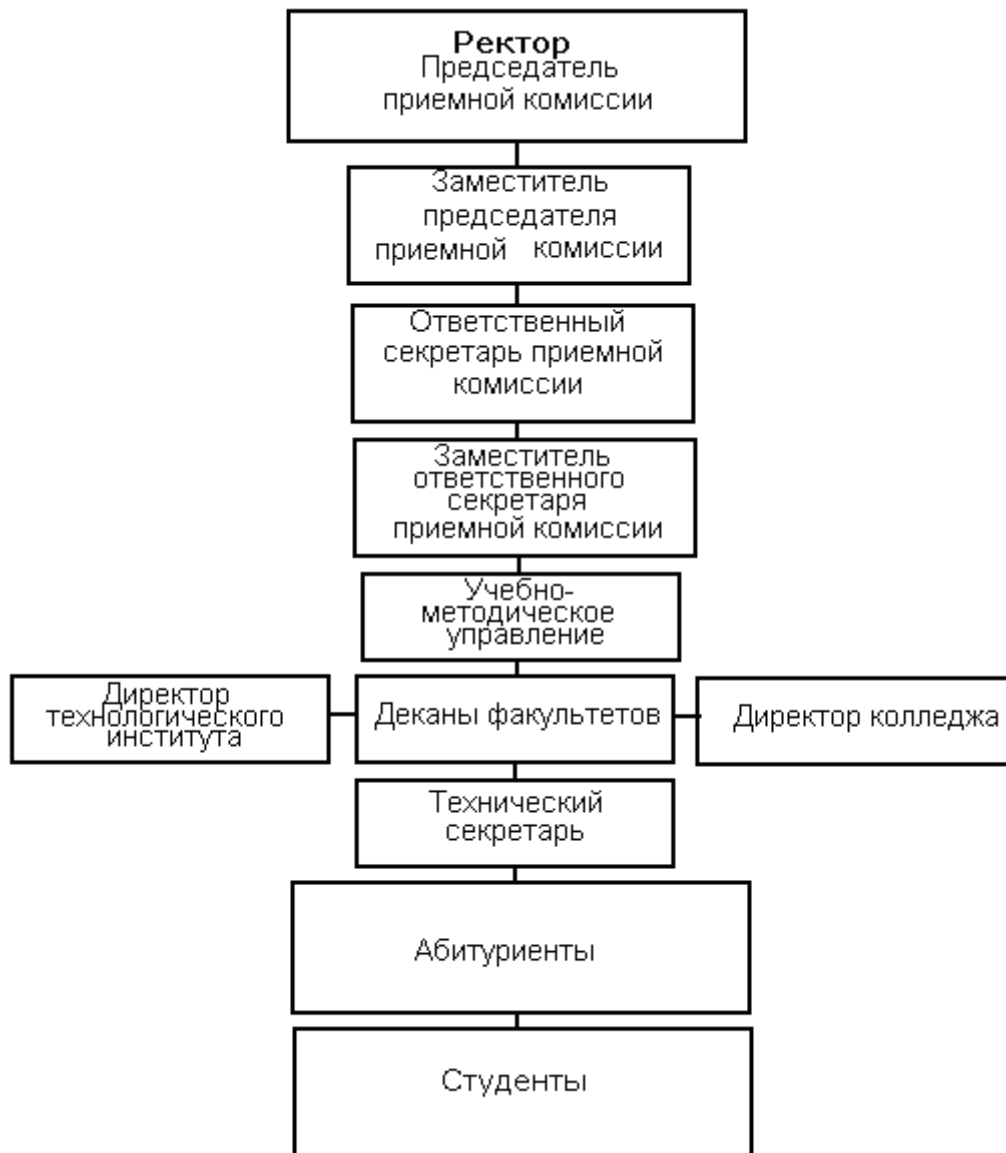 Ректор
Председатель
приемной комиссии
Заместитель
председателя
приемной комиссии
Ответственный
секретарь приемной
комиссии
Заместитель
ответственного
секретаря
приемной комиссии
Учебно-
методическое
управление
Директор
технологического
института
Деканы факультетов
Директор колледжа
Технический
секретарь
Абитуриенты
Студенты